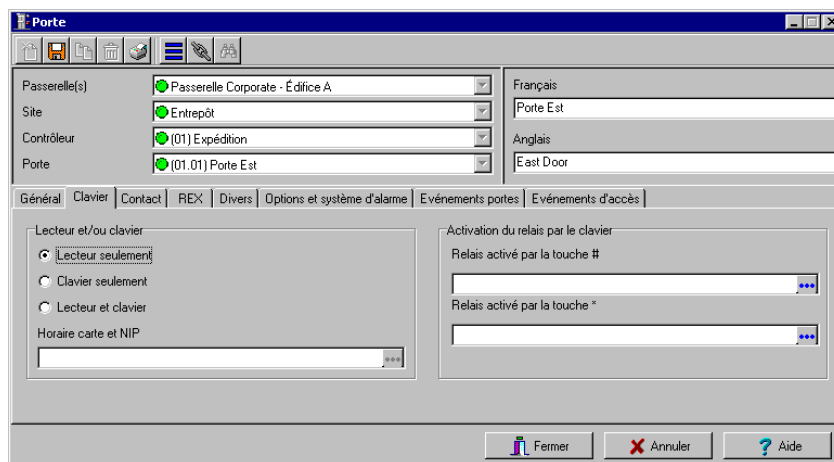 Porte
Passerelle(s)
Passerelle Corporate - Édifice A
Site
Entrepôt
Contrôleur
(01) Expédition
Porte
(01.01) Porte Est
Français
Porte Est
Anglais
East Door
Général Clavier Contact REX Divers Options et système d'alarme Evénements portes Evénements d'accès
Lecteur et/ou clavier
Lecteur seulement
Clavier seulement
Lecteur et clavier
Horaire carte et NIP
Activation du relais par le clavier
Relais activé par la touche #
Relais activé par la touche *
Fermer Annuler Aide